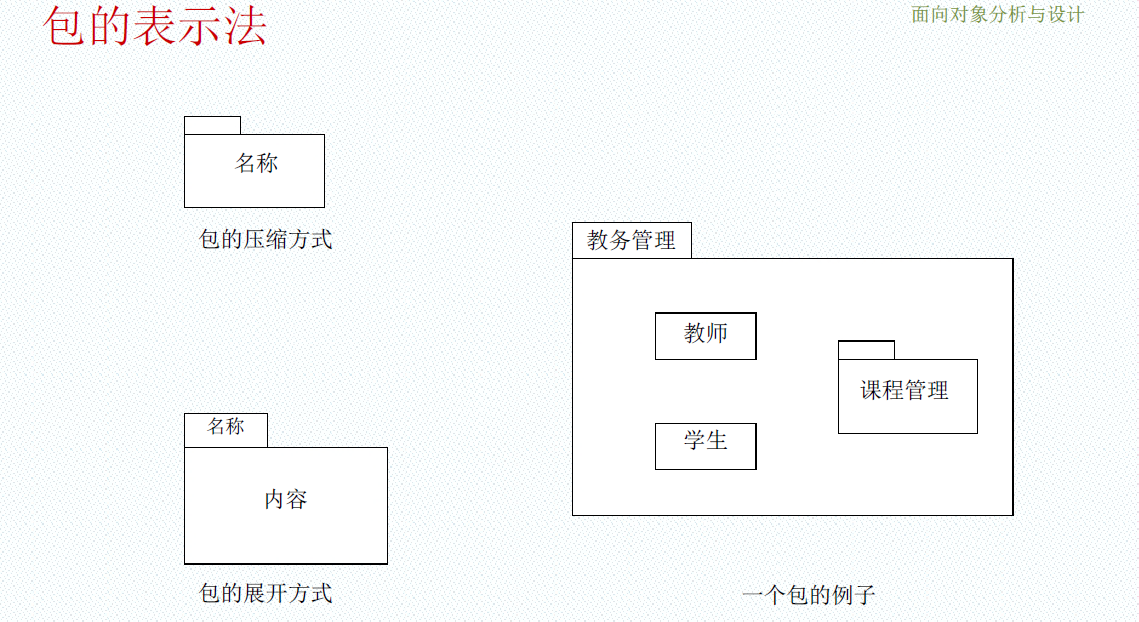 包的表示法
面向对象分析与设计
名称
包的压缩方式
名称
内容
包的展开方式
教务管理
教师
课程管理
学生
一个包的例子